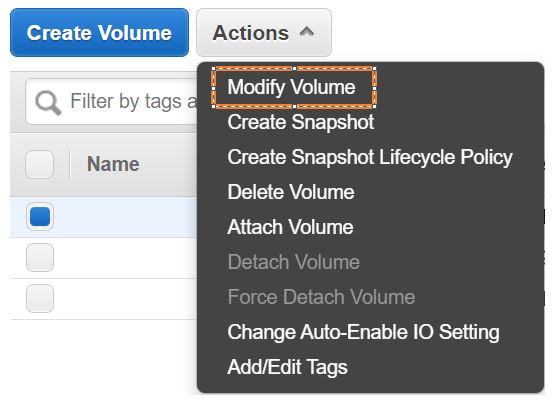 Create Volume
Actions
Filter by tags a
Name
Modify Volume
Create Snapshot
Create Snapshot Lifecycle Policy
Delete Volume
Attach Volume
Detach Volume
Force Detach Volume
Change Auto-Enable IO Setting
Add/Edit Tags